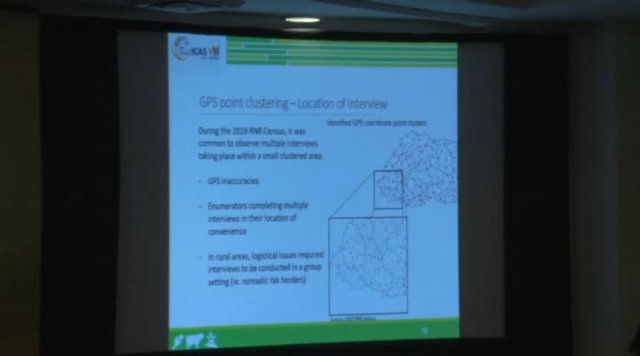 ICAS VIII
GPS point clustering – Location of Interview
Identified GPS coordinate point clusters
During the 2019 RNR Census, it was
common to observe multiple interviews
taking place within a small clustered area.
- GPS inaccuracies
- Enumerators completing multiple
interviews in their location of
convenience
- In rural areas, logistical issues required
interviews to be conducted in a group
setting (ie. nomadic Yak herders)